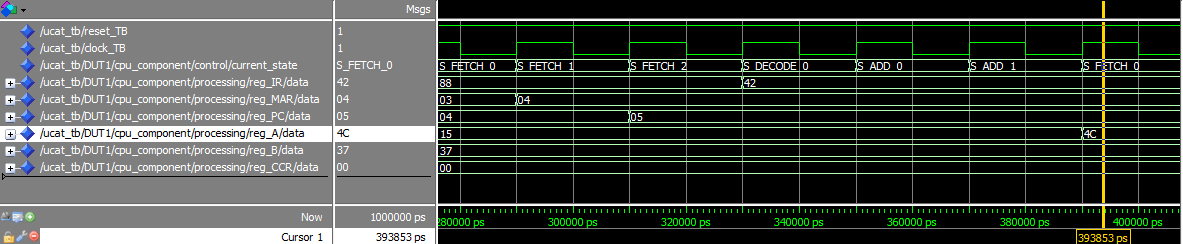 Msgs
/ucat_tb/reset_TB 1
/ucat_tb/clock_TB 1
/ucat_tb/DUT1/cpu_component/control/current_state S_FETCH_0 S_FETCH_0 S_FETCH_1 S_FETCH_2 S_DECODE_0 S_ADD_0 S_ADD_1 S_FETCH_0
/ucat_tb/DUT1/cpu_component/processing/reg_IR/data 42 88 42
/ucat_tb/DUT1/cpu_component/processing/reg_MAR/data 04 03 04
/ucat_tb/DUT1/cpu_component/processing/reg_PC/data 05 04 05
/ucat_tb/DUT1/cpu_component/processing/reg_A/data 4C 15 4C
/ucat_tb/DUT1/cpu_component/processing/reg_B/data 37 37
/ucat_tb/DUT1/cpu_component/processing/reg_CCR/data 00 00
Now 1000000 ps 280000 ps 300000 ps 320000 ps 340000 ps 360000 ps 380000 ps 400000 ps
Cursor 1 393853 ps 393853 ps